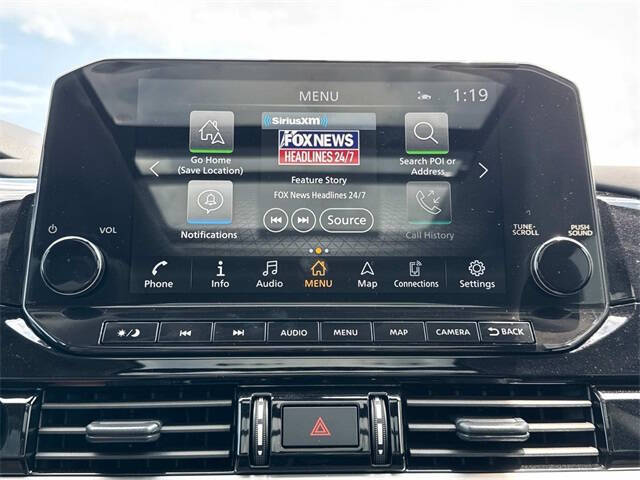 MENU
1:19
SiriusXM
FOX NEWS
HEADLINES 24/7
Go Home
(Save Location)
Feature Story
FOX News Headlines 24/7
Search POI or
Address
Notifications
Source
Call History
VOL
TUNE•
SCROLL
PUSH
SOUND
Phone
Info
Audio
MENU
Map
Connections
Settings
AUDIO
MENU
MAP
CAMERA
BACK